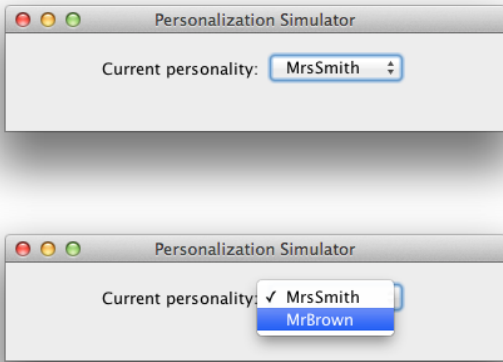 Personalization Simulator
Current personality: MrsSmith
Personalization Simulator
Current personality: ✓ MrsSmith
MrBrown